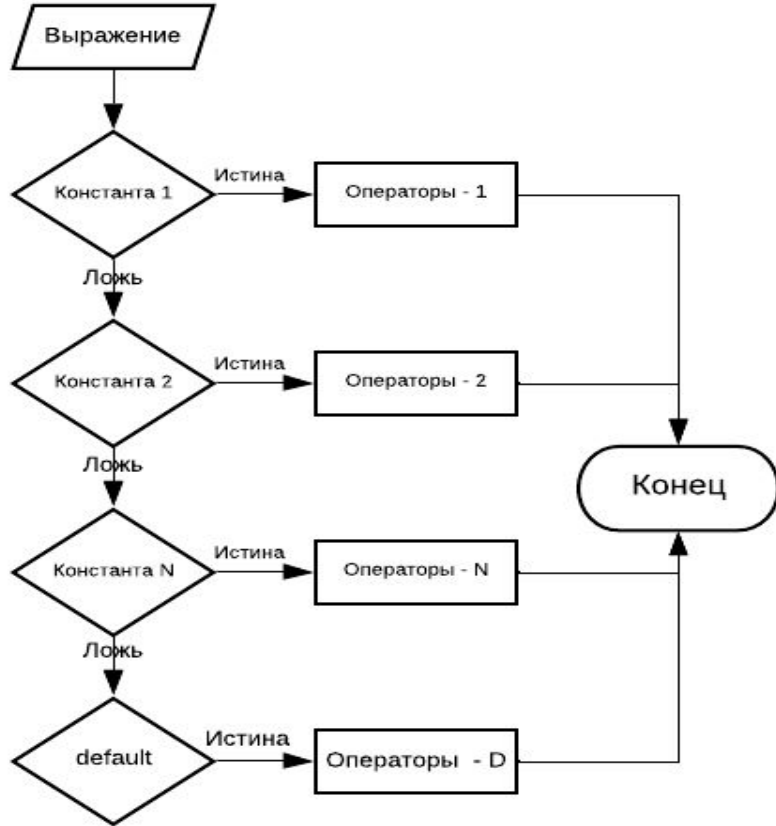 Выражение
Константа 1
Истина
Операторы - 1
Ложь
Константа 2
Истина
Операторы - 2
Ложь
Конец
Константа N
Истина
Операторы - N
Ложь
default
Истина
Операторы - D